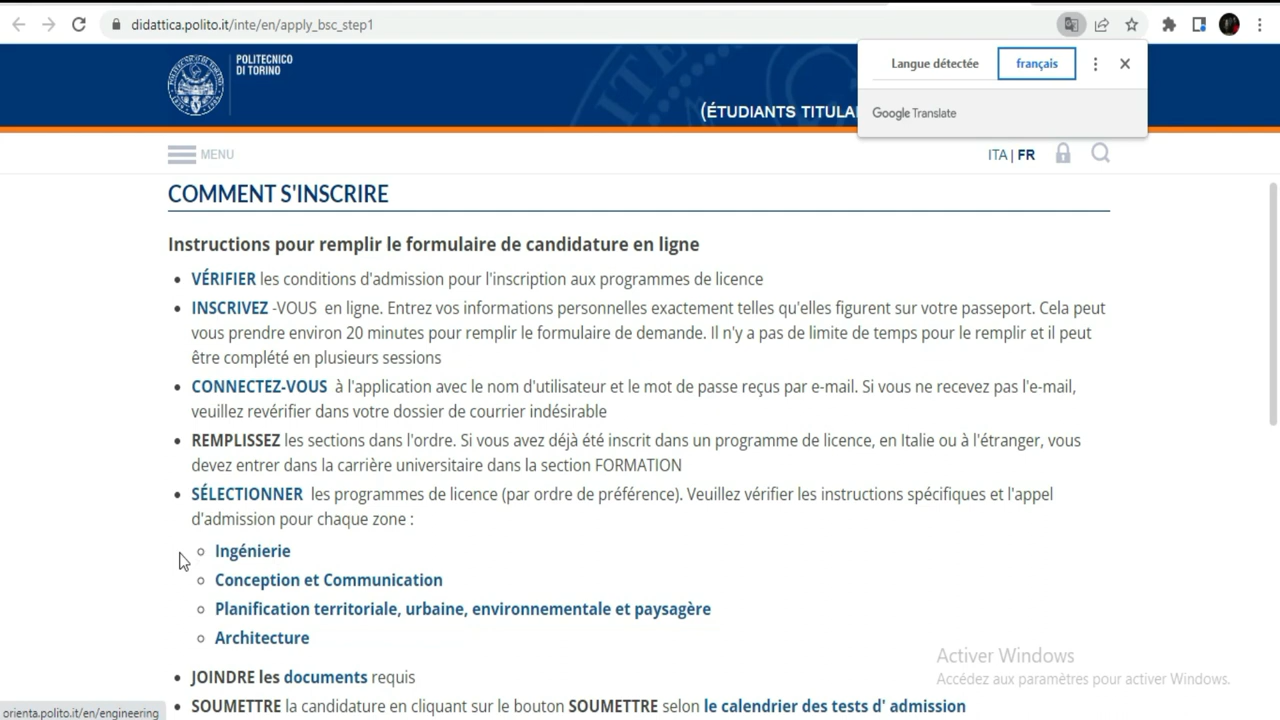 didattica.polito.it/inte/en/apply_bsc_step1
POLITECNICO
DI TORINO
(ÉTUDIANTS TITULA
Langue détectée français
Google Translate
MENU
ITA | FR
COMMENT S'INSCRIRE
Instructions pour remplir le formulaire de candidature en ligne
• VÉRIFIER les conditions d'admission pour l'inscription aux programmes de licence
• INSCRIVEZ -VOUS en ligne. Entrez vos informations personnelles exactement telles qu'elles figurent sur votre passeport. Cela peut
vous prendre environ 20 minutes pour remplir le formulaire de demande. Il n'y a pas de limite de temps pour le remplir et il peut
être complété en plusieurs sessions
• CONNECTEZ-VOUS à l'application avec le nom d'utilisateur et le mot de passe reçus par e-mail. Si vous ne recevez pas l'e-mail,
veuillez revérifier dans votre dossier de courrier indésirable
• REMPLISSEZ les sections dans l'ordre. Si vous avez déjà été inscrit dans un programme de licence, en Italie ou à l'étranger, vous
devez entrer dans la carrière universitaire dans la section FORMATION
• SÉLECTIONNER les programmes de licence (par ordre de préférence). Veuillez vérifier les instructions spécifiques et l'appel
d'admission pour chaque zone :
○ Ingénierie
○ Conception et Communication
○ Planification territoriale, urbaine, environnementale et paysagère
○ Architecture
• JOINDRE les documents requis
• SOUMETTRE la candidature en cliquant sur le bouton SOUMETTRE selon le calendrier des tests d' admission
Activer Windows
Accédez aux paramètres pour activer Windows.
orienta.polito.it/en/engineering